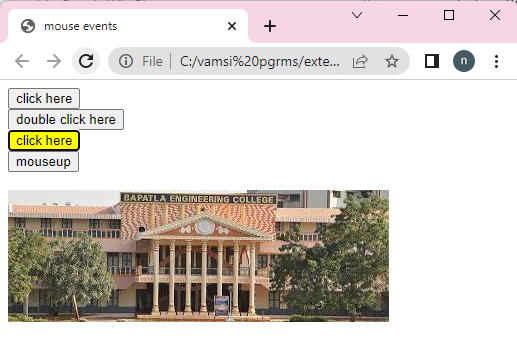 mouse events
File
C:/vamsi%20pgrms/exte...
n
click here
double click here
click here
mouseup
BAPATLA ENGINEERING COLLEGE